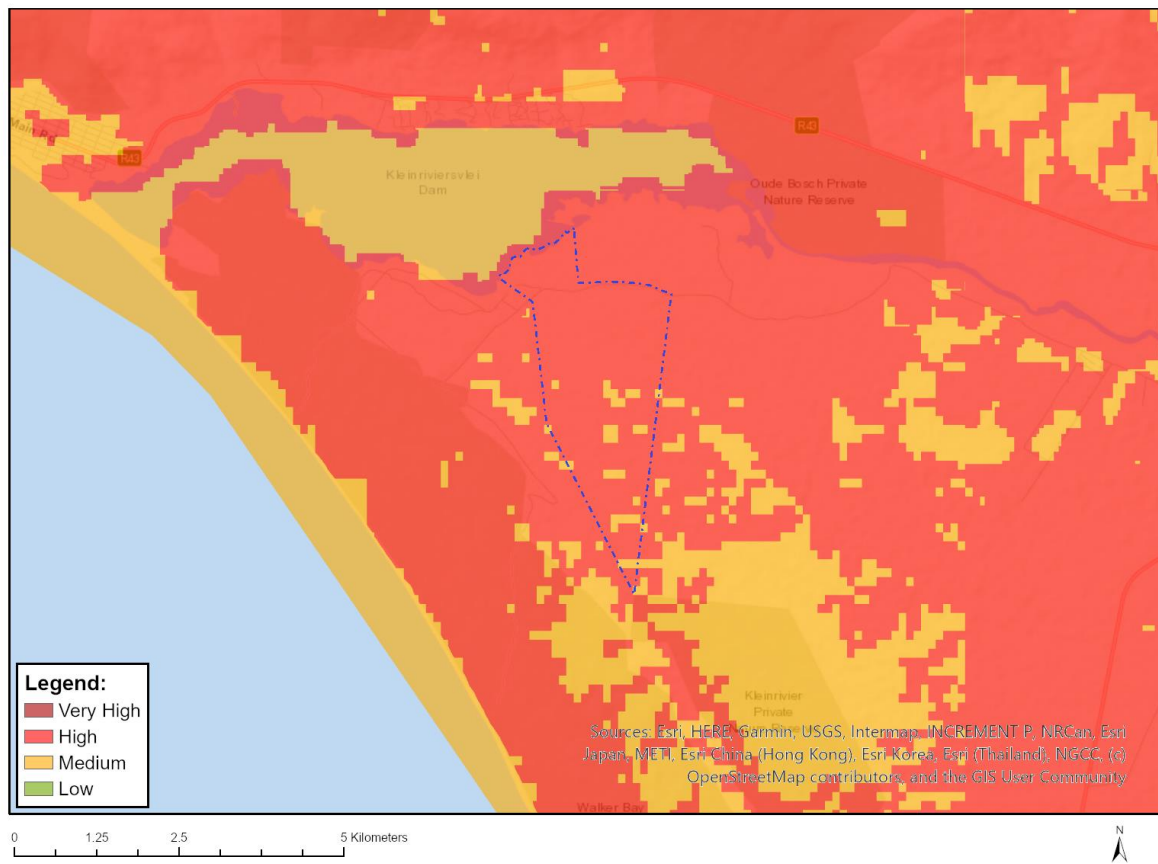 Main Rd
R43
R43
Kleinriviersvlei
Dam
Oude Bosch Private
Nature Reserve
Legend:
Very High
High
Medium
Low
Kleinrivier
Private
Sources: Esri, HERE, Garmin, USGS, Intermap, INCREMENT P, NRCan, Esri
Japan, METI, Esri China (Hong Kong), Esri Korea, Esri (Thailand), NGCC, (c)
OpenStreetMap contributors, and the GIS User Community
Walker Bay
0 1.25 2.5 5 Kilometers
N